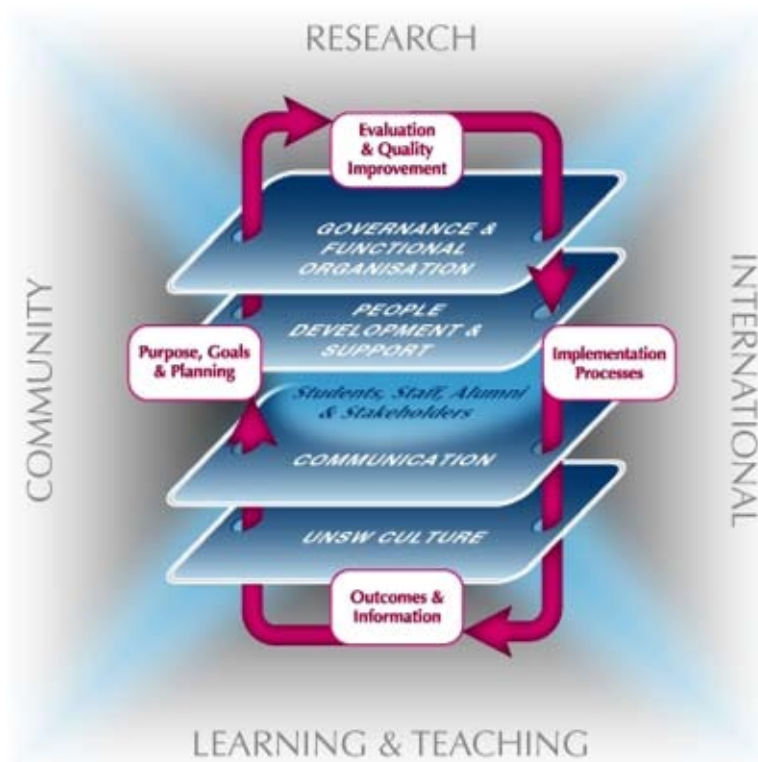 RESEARCH
Evaluation
& Quality
Improvement
GOVERNANCE &
FUNCTIONAL
ORGANISATION
PEOPLE
DEVELOPMENT &
SUPPORT
Purpose, Goals
& Planning
Implementation
Processes
Students, Staff, Alumni
& Stakeholders
COMMUNICATION
UNSW CULTURE
Outcomes &
Information
COMMUNITY
INTERNATIONAL
LEARNING & TEACHING